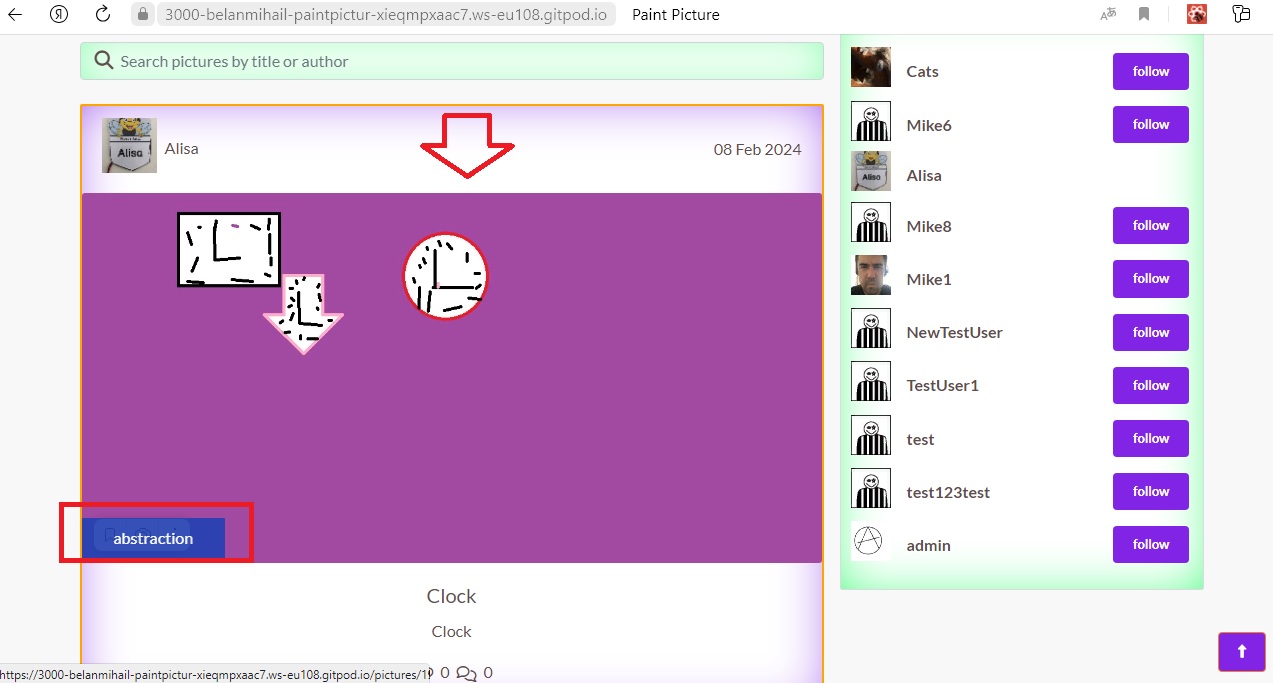 3000-belanmihail-paintpictur-xieqmpxaac7.ws-eu108.gitpod.io Paint Picture
Search pictures by title or author
Alisa
Alisa
08 Feb 2024
abstraction
Clock
Clock
0 0
https://3000-belanmihail-paintpictur-xieqmpxaac7.ws-eu108.gitpod.io/pictures/1
Cats follow
Mike6 follow
Alisa
Alisa
Mike8 follow
Mike1 follow
NewTestUser follow
TestUser1 follow
test follow
test123test follow
admin follow